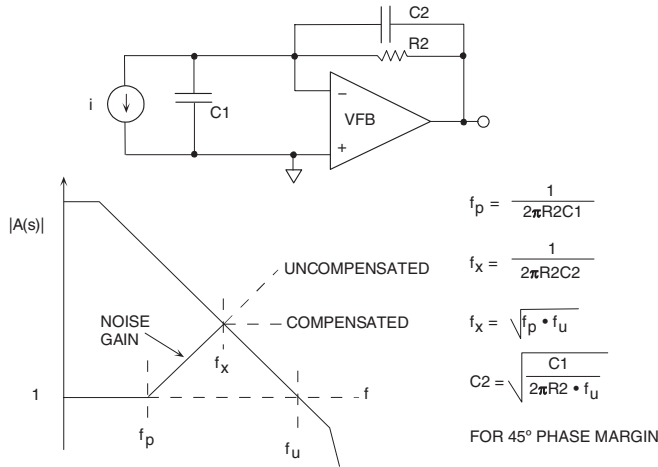 C2
R2
i
C1
−
VFB
+
|A(s)|
UNCOMPENSATED
COMPENSATED
NOISE
GAIN
f_x
1
f
f_p
f_u
f_p = 1 / 2πR2C1
f_x = 1 / 2πR2C2
f_x = √(f_p • f_u)
C2 = √(C1 / 2πR2 • f_u)
FOR 45° PHASE MARGIN